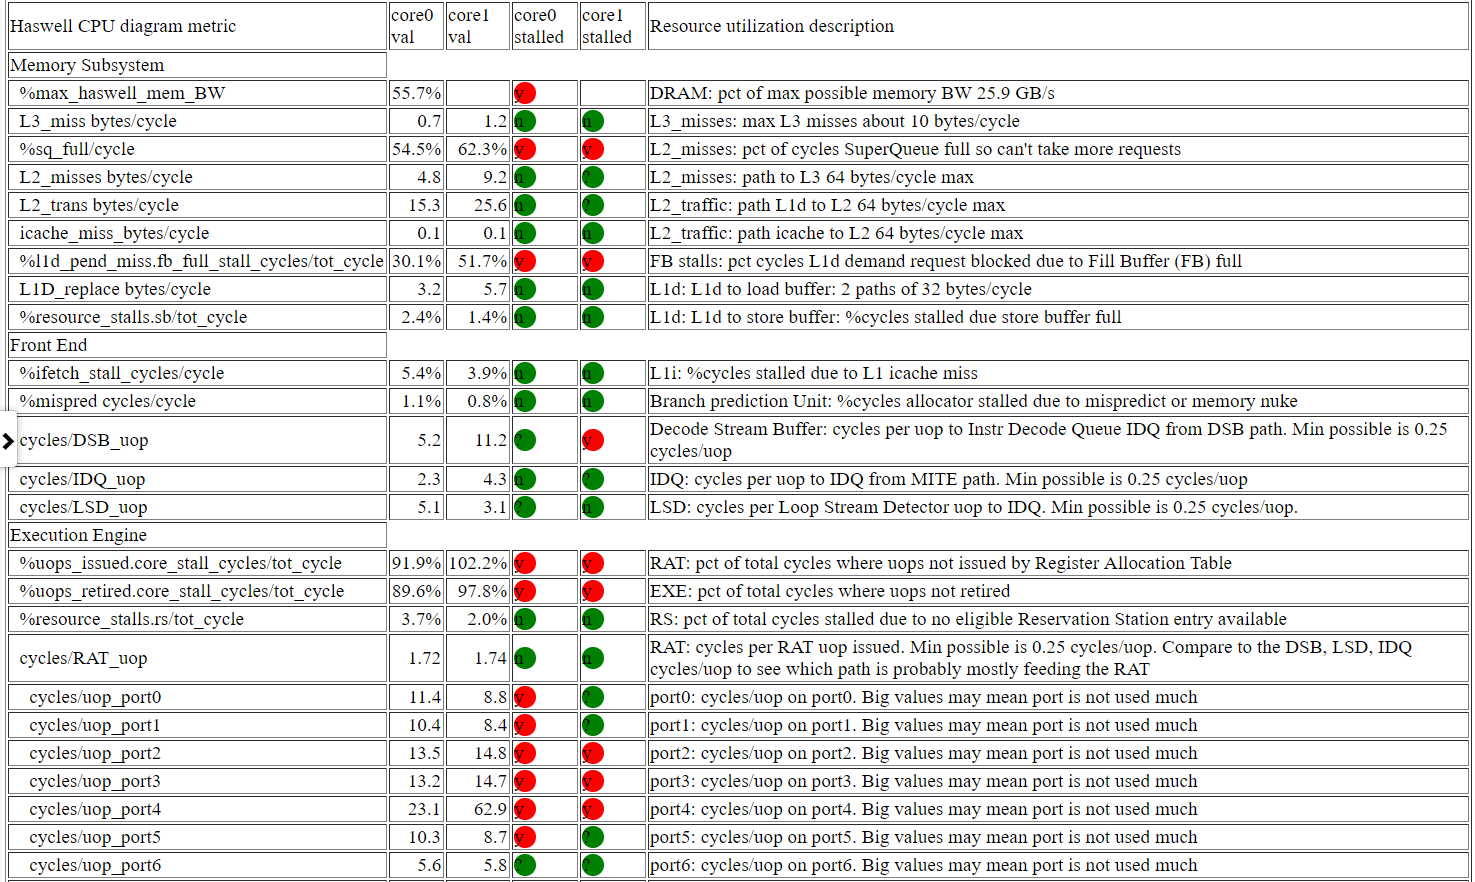 Haswell CPU diagram metric core0 val core1 val core0 stalled core1 stalled Resource utilization description
Memory Subsystem
%max_haswell_mem_BW 55.7% y DRAM: pct of max possible memory BW 25.9 GB/s
L3_miss bytes/cycle 0.7 1.2 n n L3_misses: max L3 misses about 10 bytes/cycle
%sq_full/cycle 54.5% 62.3% y y L2_misses: pct of cycles SuperQueue full so can't take more requests
L2_misses bytes/cycle 4.8 9.2 n ? L2_misses: path to L3 64 bytes/cycle max
L2_trans bytes/cycle 15.3 25.6 n ? L2_traffic: path L1d to L2 64 bytes/cycle max
icache_miss_bytes/cycle 0.1 0.1 n n L2_traffic: path icache to L2 64 bytes/cycle max
%l1d_pend_miss.fb_full_stall_cycles/tot_cycle 30.1% 51.7% y y FB stalls: pct cycles L1d demand request blocked due to Fill Buffer (FB) full
L1D_replace bytes/cycle 3.2 5.7 n n L1d: L1d to load buffer: 2 paths of 32 bytes/cycle
%resource_stalls.sb/tot_cycle 2.4% 1.4% n n L1d: L1d to store buffer: %cycles stalled due store buffer full
Front End
%ifetch_stall_cycles/cycle 5.4% 3.9% n n L1i: %cycles stalled due to L1 icache miss
%mispred cycles/cycle 1.1% 0.8% n n Branch prediction Unit: %cycles allocator stalled due to mispredict or memory nuke
cycles/DSB_uop 5.2 11.2 ? y Decode Stream Buffer: cycles per uop to Instr Decode Queue IDQ from DSB path. Min possible is 0.25
cycles/uop
cycles/IDQ_uop 2.3 4.3 n ? IDQ: cycles per uop to IDQ from MITE path. Min possible is 0.25 cycles/uop
cycles/LSD_uop 5.1 3.1 ? n LSD: cycles per Loop Stream Detector uop to IDQ. Min possible is 0.25 cycles/uop.
Execution Engine
%uops_issued.core_stall_cycles/tot_cycle 91.9% 102.2% y y RAT: pct of total cycles where uops not issued by Register Allocation Table
%uops_retired.core_stall_cycles/tot_cycle 89.6% 97.8% y y EXE: pct of total cycles where uops not retired
%resource_stalls.rs/tot_cycle 3.7% 2.0% n n RS: pct of total cycles stalled due to no eligible Reservation Station entry available
cycles/RAT_uop 1.72 1.74 n n RAT: cycles per RAT uop issued. Min possible is 0.25 cycles/uop. Compare to the DSB, LSD, IDQ
cycles/uop to see which path is probably mostly feeding the RAT
cycles/uop_port0 11.4 8.8 y ? port0: cycles/uop on port0. Big values may mean port is not used much
cycles/uop_port1 10.4 8.4 y ? port1: cycles/uop on port1. Big values may mean port is not used much
cycles/uop_port2 13.5 14.8 y y port2: cycles/uop on port2. Big values may mean port is not used much
cycles/uop_port3 13.2 14.7 y y port3: cycles/uop on port3. Big values may mean port is not used much
cycles/uop_port4 23.1 62.9 y y port4: cycles/uop on port4. Big values may mean port is not used much
cycles/uop_port5 10.3 8.7 y ? port5: cycles/uop on port5. Big values may mean port is not used much
cycles/uop_port6 5.6 5.8 ? ? port6: cycles/uop on port6. Big values may mean port is not used much